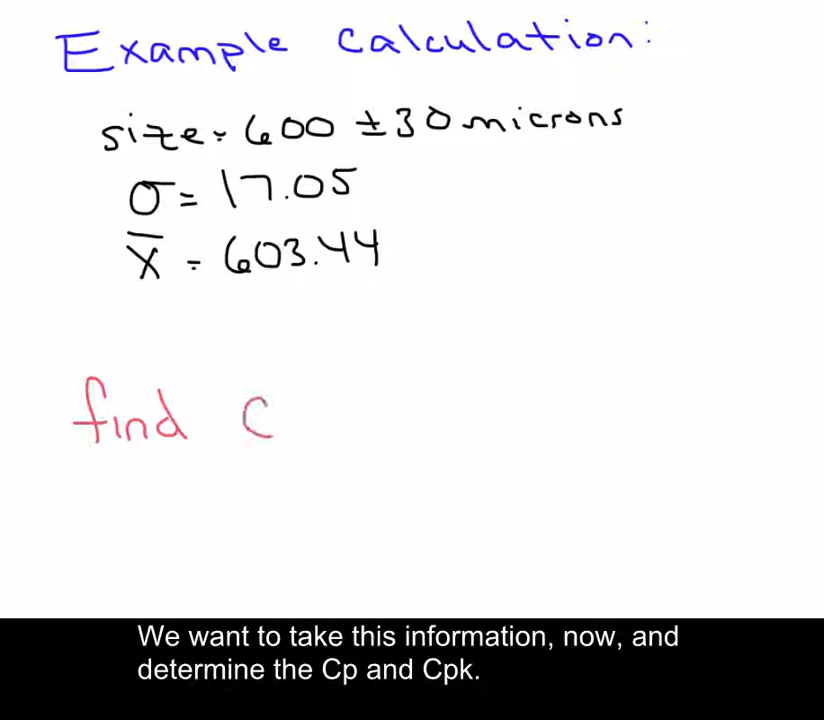 Example Calculation:
size = 600 ±30 microns
σ = 17.05
x̄ = 603.44
find C
We want to take this information, now, and
determine the Cp and Cpk.